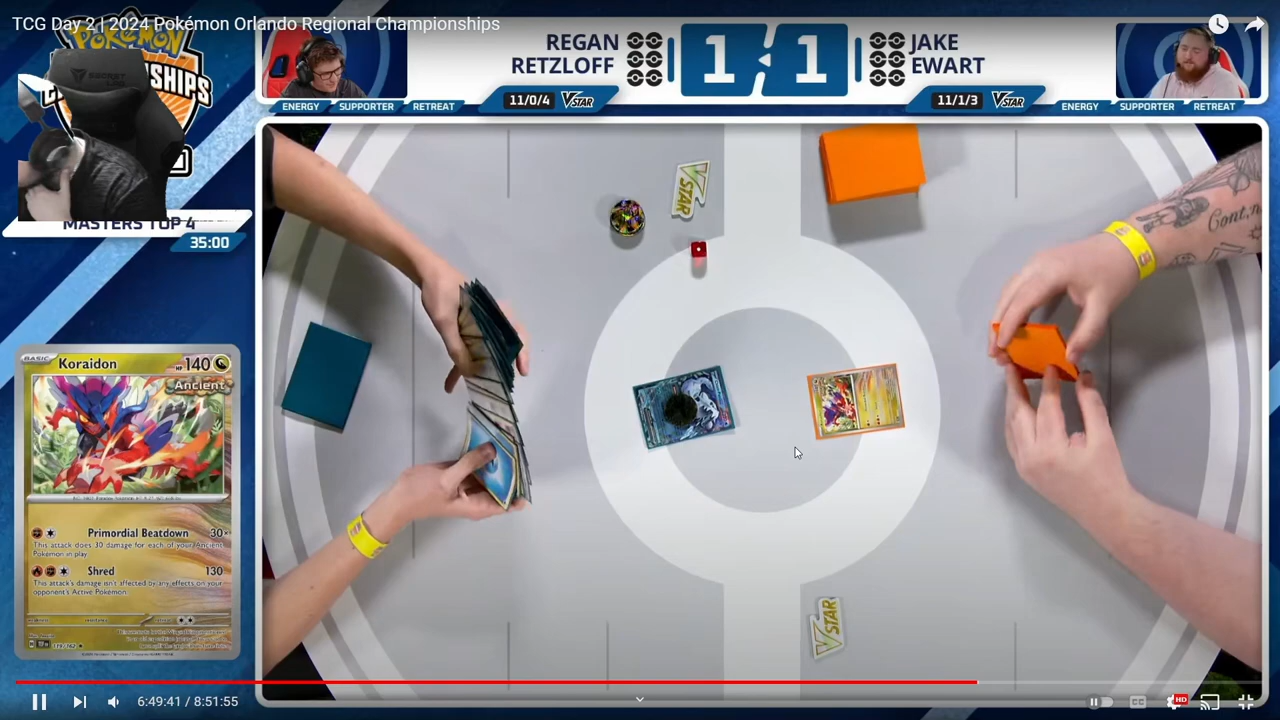 TCG Day 2 | 2024 Pokémon Orlando Regional Championships
REGAN
RETZLOFF
1 1
JAKE
EWART
ENERGY SUPPORTER RETREAT
11/0/4 VSTAR
11/1/3 VSTAR
ENERGY SUPPORTER RETREAT
MASTERS TOP 4
35:00
VSTAR
VSTAR
BASIC Koraidon HP 140
Ancient
Primordial Beatdown 30×
This attack does 30 damage for each of your Ancient
Pokémon in play.
Shred 130
This attack's damage isn't affected by any effects on your
opponent's Active Pokémon.
6:49:41 / 8:51:55
CC
HD